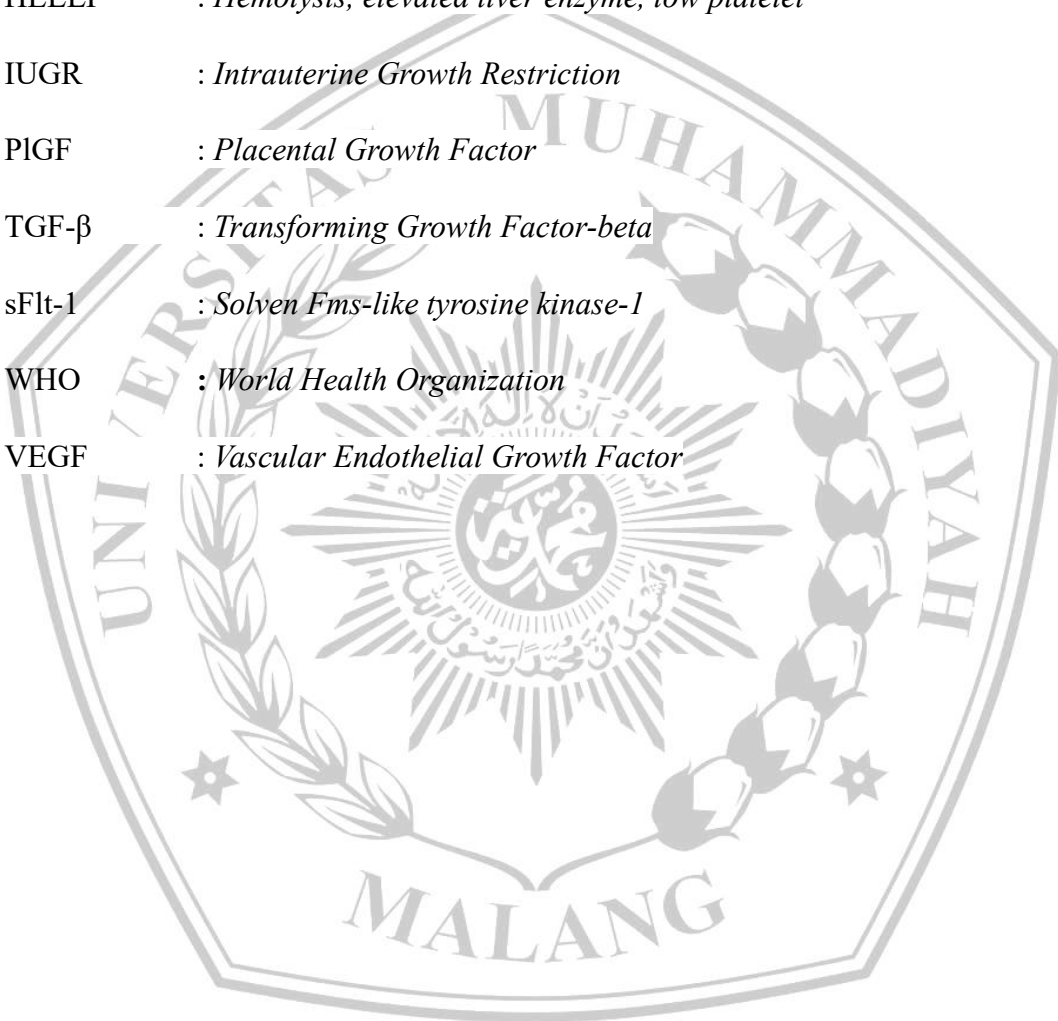 HELLP : Hemolysis, elevated liver enzyme, low platelet
IUGR : Intrauterine Growth Restriction
PlGF : Placental Growth Factor
TGF-β : Transforming Growth Factor-beta
sFlt-1 : Solven Fms-like tyrosine kinase-1
WHO : World Health Organization
VEGF : Vascular Endothelial Growth Factor
UNIVERSITAS MUHAMMADIYAH
MALANG